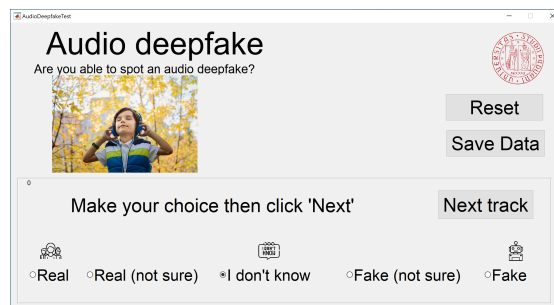 AudioDeepfakeTest
Audio deepfake
Are you able to spot an audio deepfake?
Reset
Save Data
0
Make your choice then click 'Next'
Next track
I DON'T
KNOW
Real
Real (not sure)
I don't know
Fake (not sure)
Fake